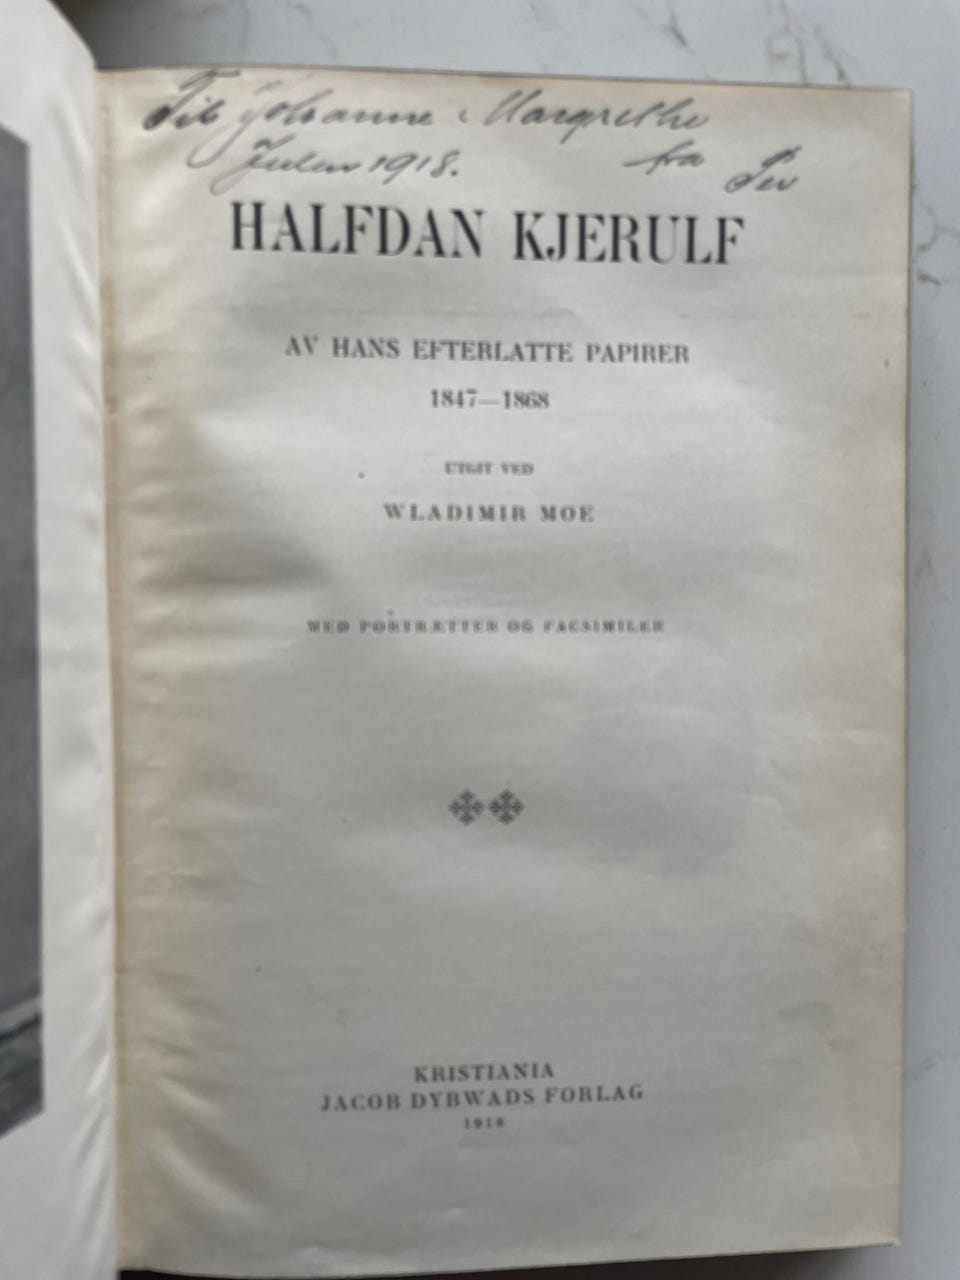 Til Johanne & Margrethe
Julen 1918. fra Per
HALFDAN KJERULF
AV HANS EFTERLATTE PAPIRER
1847—1868
UTGIT VED
WLADIMIR MOE
MED PORTRÆTTER OG FACSIMILER
KRISTIANIA
JACOB DYBWADS FORLAG
1918